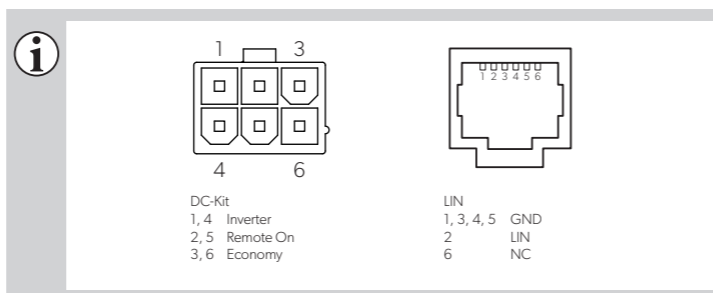 i
1 3
4 6
1 2 3 4 5 6
DC-Kit
1, 4 Inverter
2, 5 Remote On
3, 6 Economy
LIN
1, 3, 4, 5 GND
2 LIN
6 NC